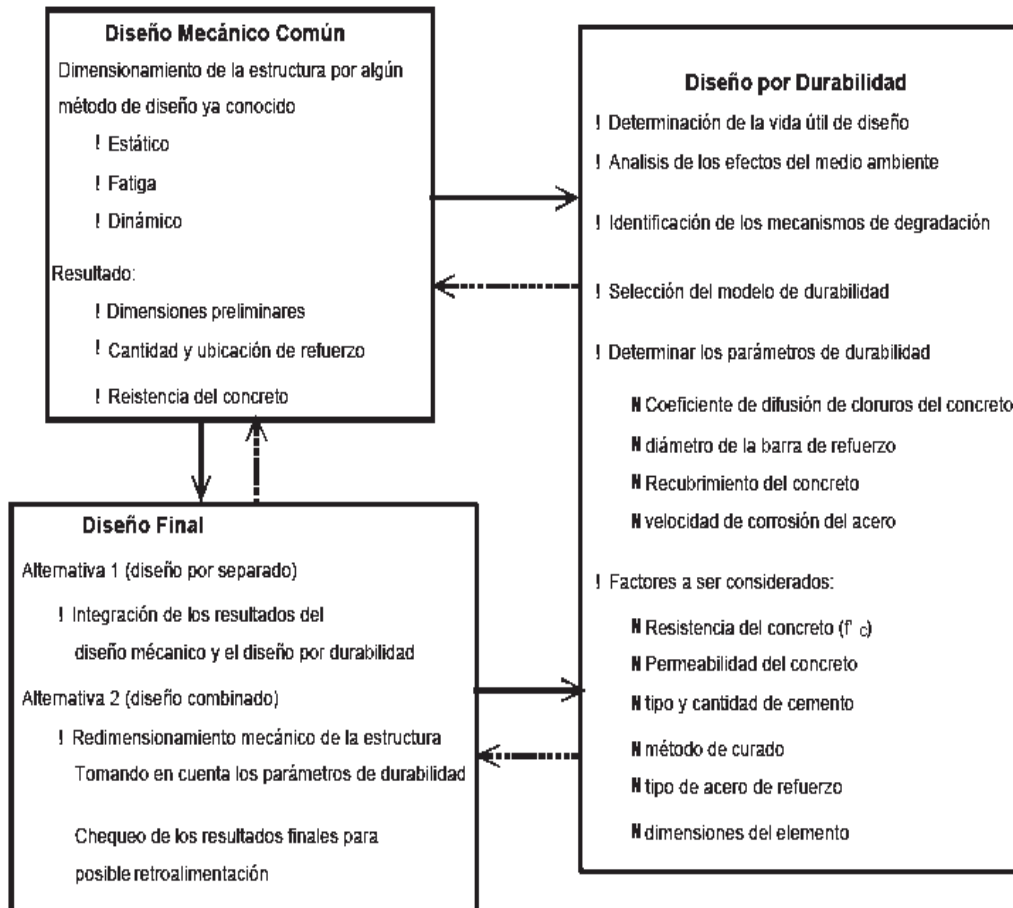 Diseño Mecánico Común
Dimensionamiento de la estructura por algún
método de diseño ya conocido
! Estático
! Fatiga
! Dinámico
Resultado:
! Dimensiones preliminares
! Cantidad y ubicación de refuerzo
! Reistencia del concreto
Diseño Final
Alternativa 1 (diseño por separado)
! Integración de los resultados del
diseño mécanico y el diseño por durabilidad
Alternativa 2 (diseño combinado)
! Redimensionamiento mecánico de la estructura
Tomando en cuenta los parámetros de durabilidad
Chequeo de los resultados finales para
posible retroalimentación
Diseño por Durabilidad
! Determinación de la vida útil de diseño
! Analisis de los efectos del medio ambiente
! Identificación de los mecanismos de degradación
! Selección del modelo de durabilidad
! Determinar los parámetros de durabilidad
N Coeficiente de difusión de cloruros del concreto
N diámetro de la barra de refuerzo
N Recubrimiento del concreto
N velocidad de corrosión del acero
! Factores a ser considerados:
N Resistencia del concreto (f' c)
N Permeabilidad del concreto
N tipo y cantidad de cemento
N método de curado
N tipo de acero de refuerzo
N dimensiones del elemento